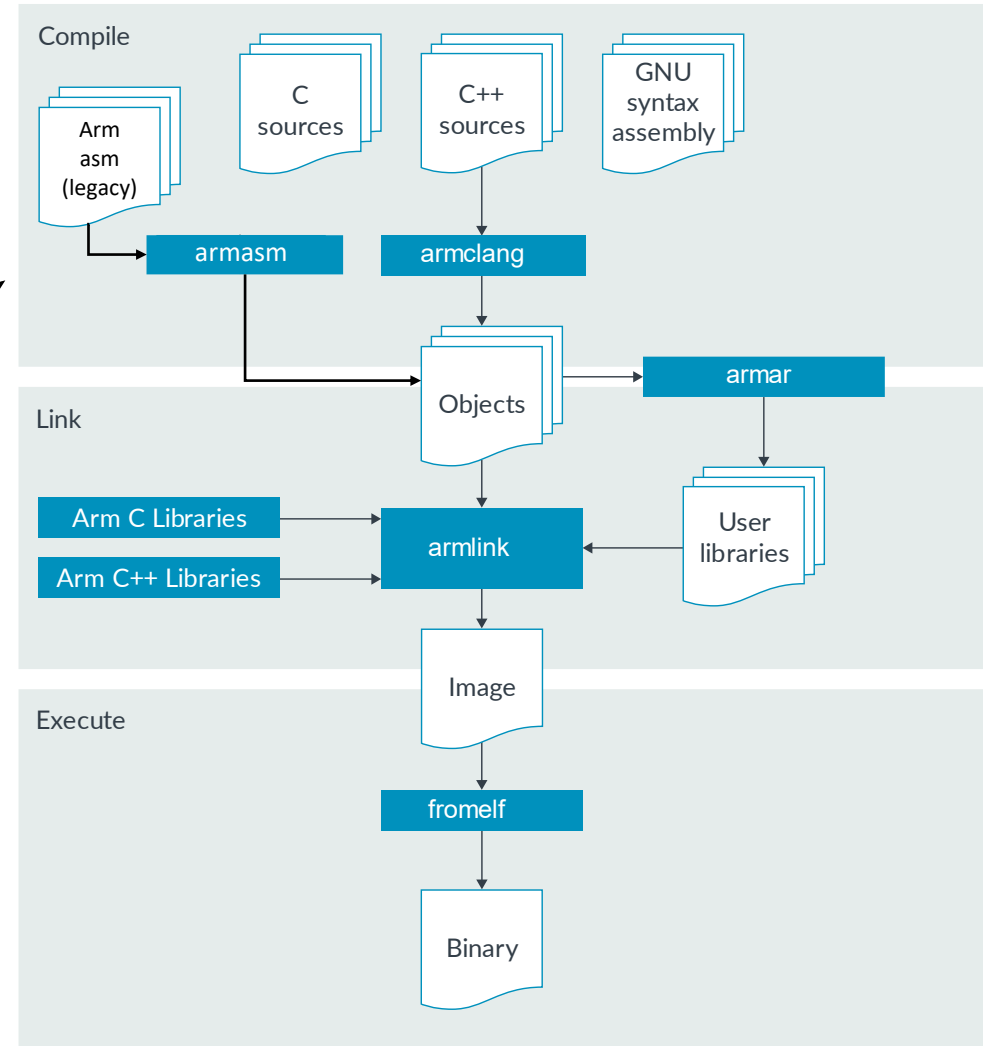 Compile
C
sources
C++
sources
GNU
syntax
assembly
Arm
asm
(legacy)
armasm
armclang
armar
Objects
Link
Arm C Libraries
armlink
User
libraries
Arm C++ Libraries
Image
Execute
fromelf
Binary